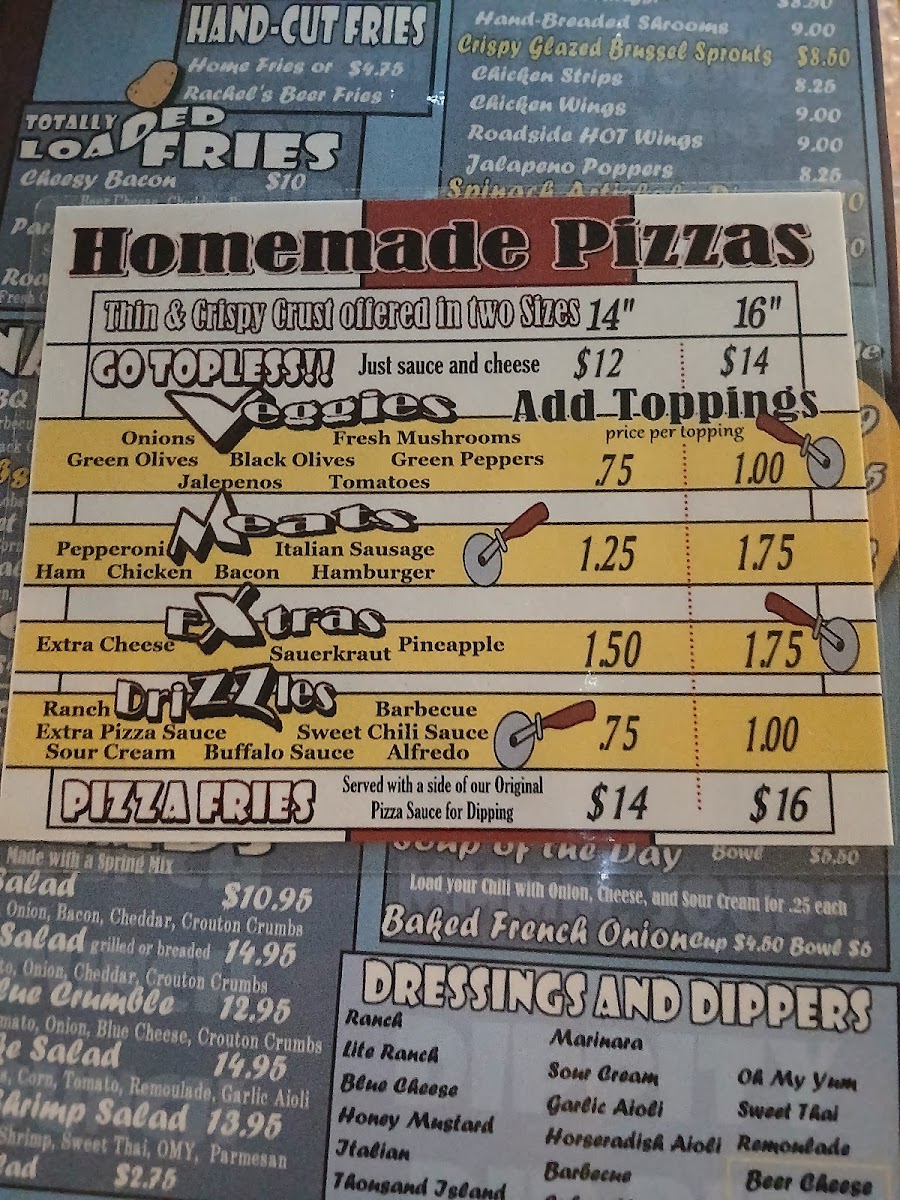 HAND-CUT FRIES
Home Fries or $4.75
Rachel's Beer Fries
TOTALLY
LOADED FRIES
Cheesy Bacon $10
$8.50
Hand-Breaded Shrooms 9.00
Crispy Glazed Brussel Sprouts $8.50
Chicken Strips 8.25
Chicken Wings 9.00
Roadside HOT Wings 9.00
Jalapeno Poppers 8.25
Homemade Pizzas
Thin & Crispy Crust offered in two Sizes 14" 16"
GO TOPLESS!! Just sauce and cheese $12 $14
Veggies Add Toppings
price per topping
Onions Fresh Mushrooms
Green Olives Black Olives Green Peppers .75 1.00
Jalepenos Tomatoes
Meats
Pepperoni Italian Sausage 1.25 1.75
Ham Chicken Bacon Hamburger
Extras
Extra Cheese Sauerkraut Pineapple 1.50 1.75
Drizzles
Ranch Barbecue
Extra Pizza Sauce Sweet Chili Sauce .75 1.00
Sour Cream Buffalo Sauce Alfredo
PIZZA FRIES Served with a side of our Original $14 $16
Pizza Sauce for Dipping
Made with a Spring Mix
Salad $10.95
Onion, Bacon, Cheddar, Crouton Crumbs
Salad grilled or breaded 14.95
Onion, Cheddar, Crouton Crumbs
Crumble 12.95
Onion, Blue Cheese, Crouton Crumbs
Salad 14.95
Corn, Tomato, Remoulade, Garlic Aioli
Shrimp Salad 13.95
Shrimp, Sweet Thai, OMY, Parmesan
$2.75
Soup of the Day Bowl $5.50
Load your Chili with Onion, Cheese, and Sour Cream for .25 each
Baked French Onion Cup $4.50 Bowl $6
DRESSINGS AND DIPPERS
Ranch
Lite Ranch
Blue Cheese
Honey Mustard
Italian
Thousand Island
Marinara
Sour Cream
Garlic Aioli
Horseradish Aioli
Barbecue
Oh My Yum
Sweet Thai
Remoulade
Beer Cheese